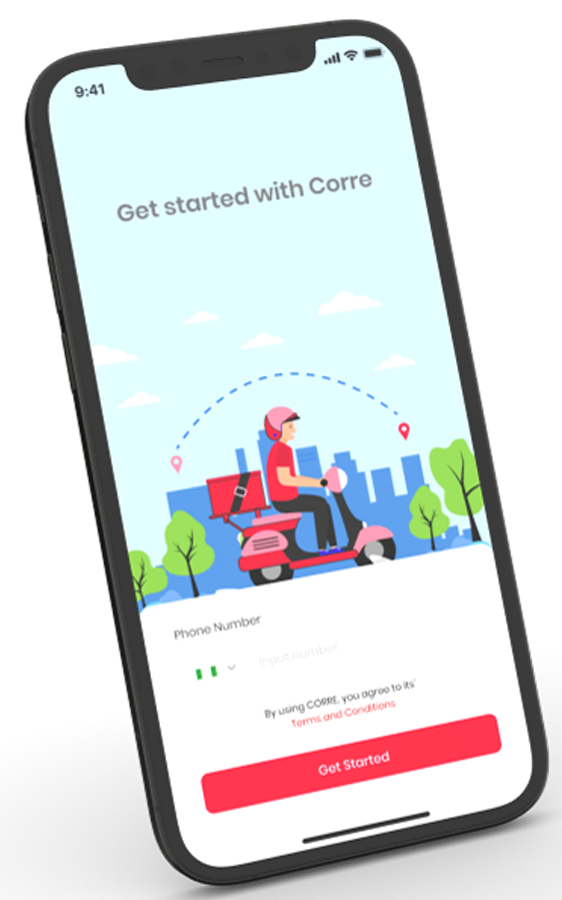 9:41
Get started with Corre
Phone Number
Input number
By using CORRE, you agree to its'
Terms and Conditions
Get Started